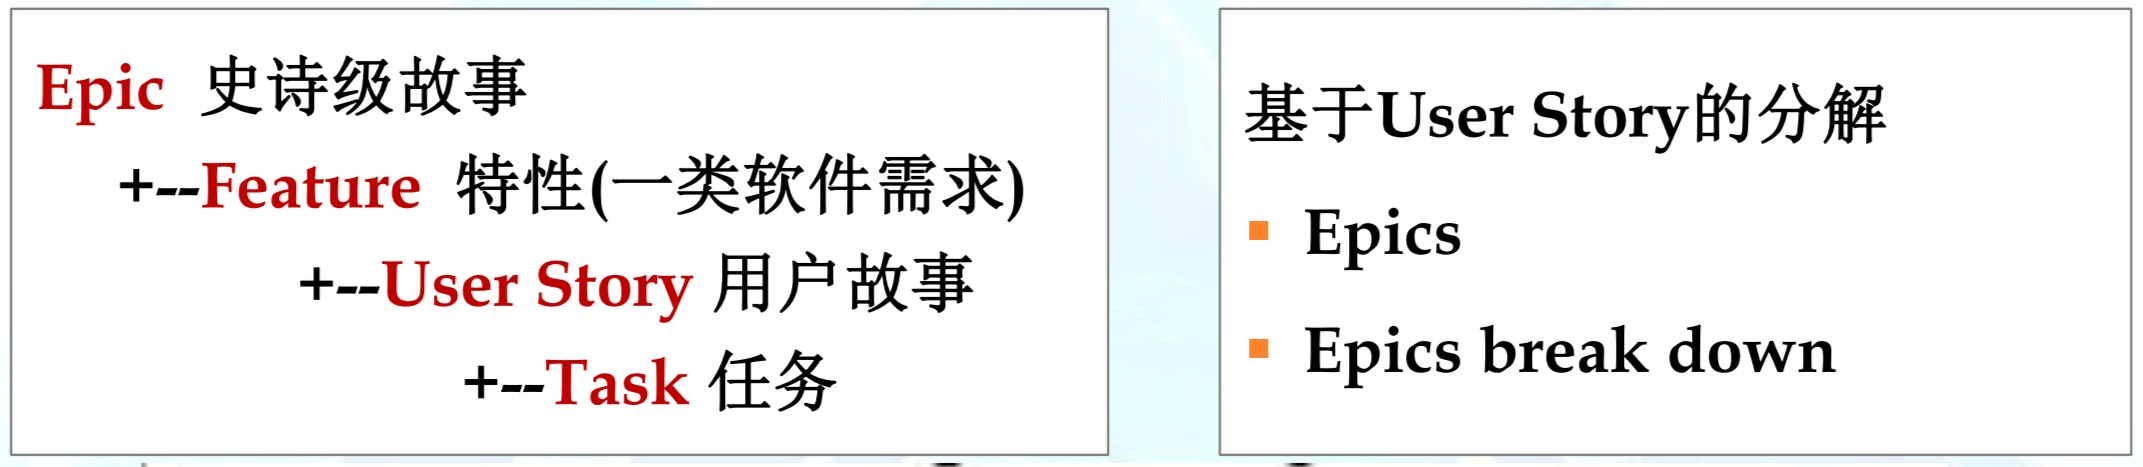 Epic 史诗级故事
+--Feature 特性(一类软件需求)
+--User Story 用户故事
+--Task 任务
基于User Story的分解
▪ Epics
▪ Epics break down